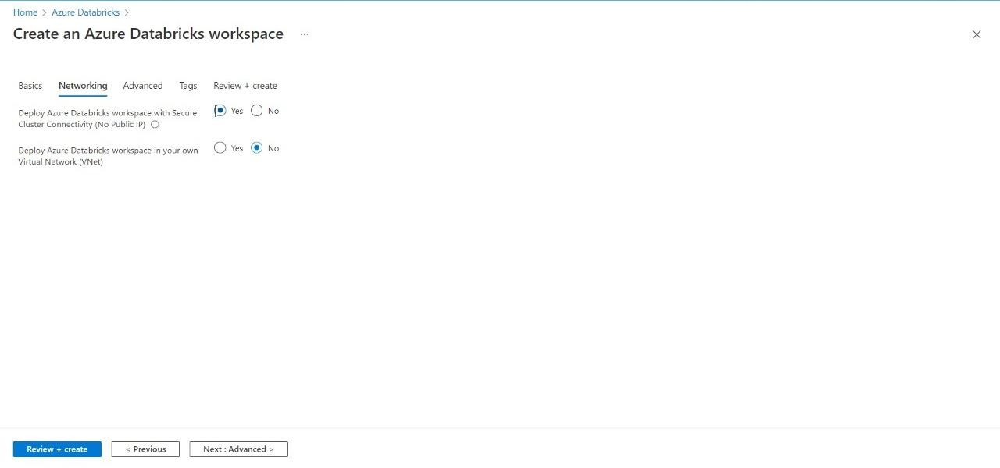 Home > Azure Databricks >
Create an Azure Databricks workspace ...
Basics Networking Advanced Tags Review + create
Deploy Azure Databricks workspace with Secure Yes No
Cluster Connectivity (No Public IP)
Deploy Azure Databricks workspace in your own Yes No
Virtual Network (VNet)
Review + create < Previous Next : Advanced >